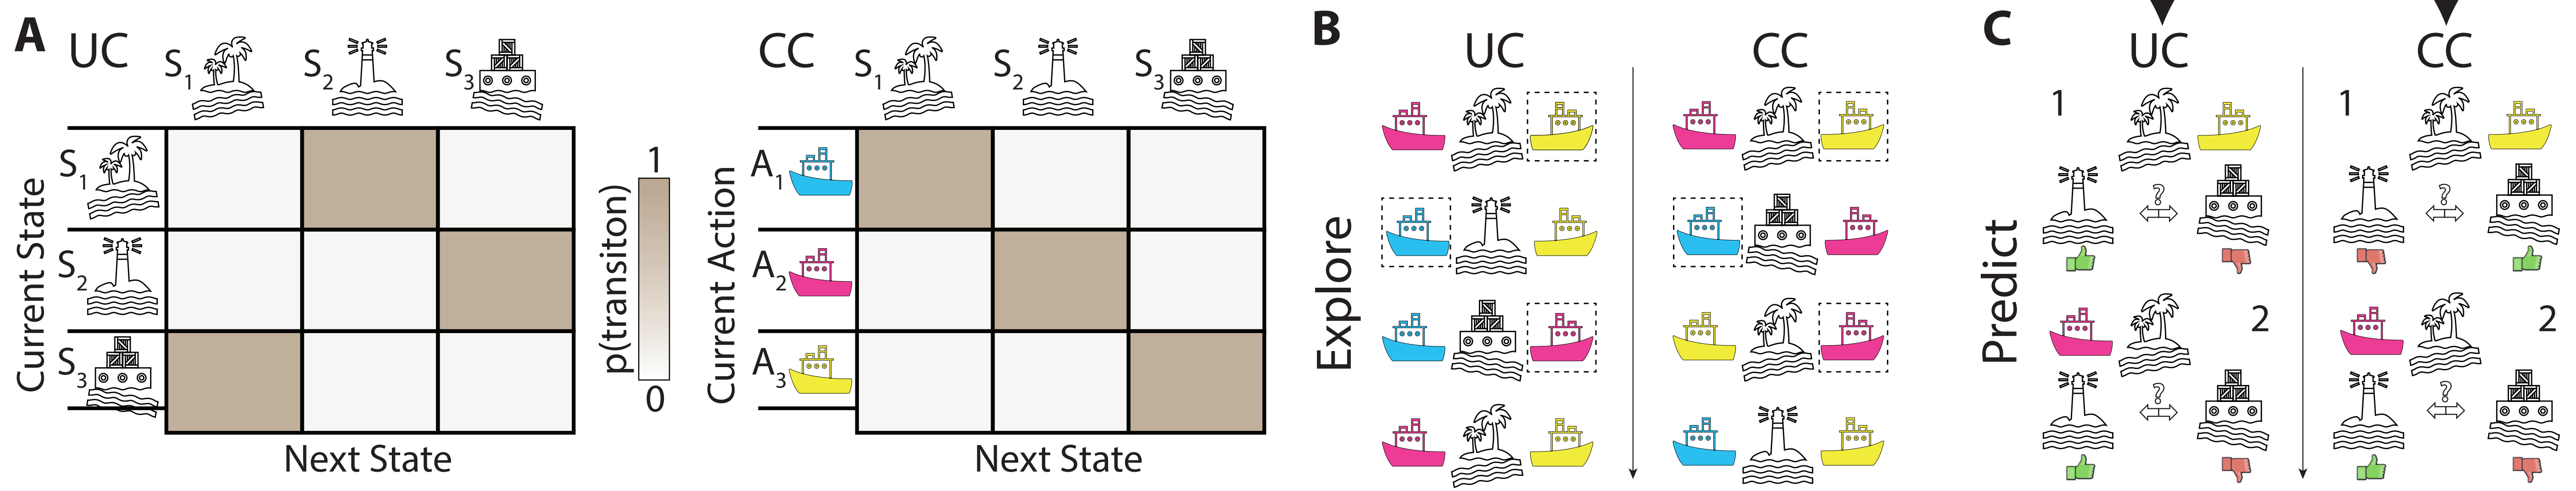 A
UC
S1
S2
S3
Current State
S1
S2
S3
Next State
p(transiton)
1
0
CC
S1
S2
S3
Current Action
A1
A2
A3
Next State
B
UC
CC
Explore
C
UC
CC
Predict
1
?
2
?
1
?
2
?